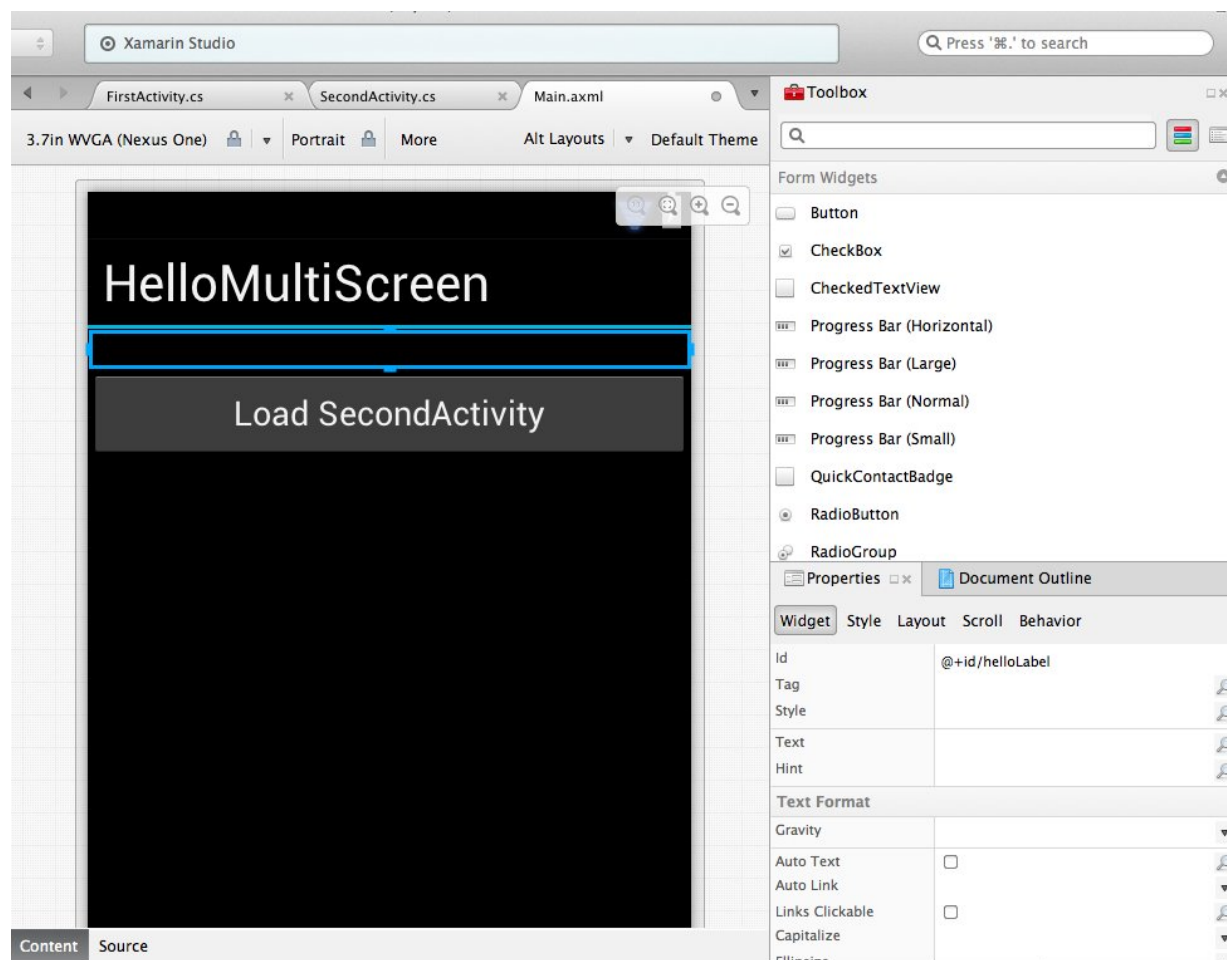 Xamarin Studio
Press '⌘.' to search
FirstActivity.cs
SecondActivity.cs
Main.axml
3.7in WVGA (Nexus One)
Portrait
More
Alt Layouts
Default Theme
HelloMultiScreen
Load SecondActivity
Content
Source
Toolbox
Form Widgets
Button
CheckBox
CheckedTextView
Progress Bar (Horizontal)
Progress Bar (Large)
Progress Bar (Normal)
Progress Bar (Small)
QuickContactBadge
RadioButton
RadioGroup
Properties
Document Outline
Widget Style Layout Scroll Behavior
Id @+id/helloLabel
Tag
Style
Text
Hint
Text Format
Gravity
Auto Text
Auto Link
Links Clickable
Capitalize